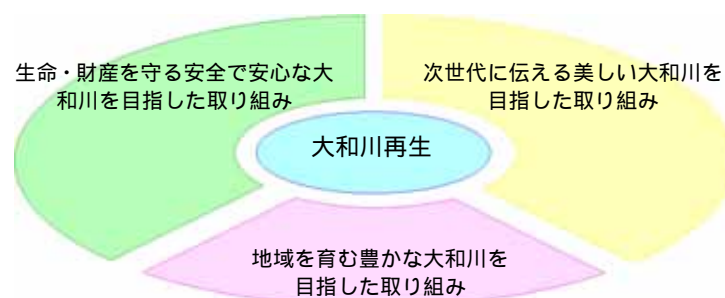 生命・財産を守る安全で安心な大
和川を目指した取り組み
次世代に伝える美しい大和川を
目指した取り組み
大和川再生
地域を育む豊かな大和川を
目指した取り組み